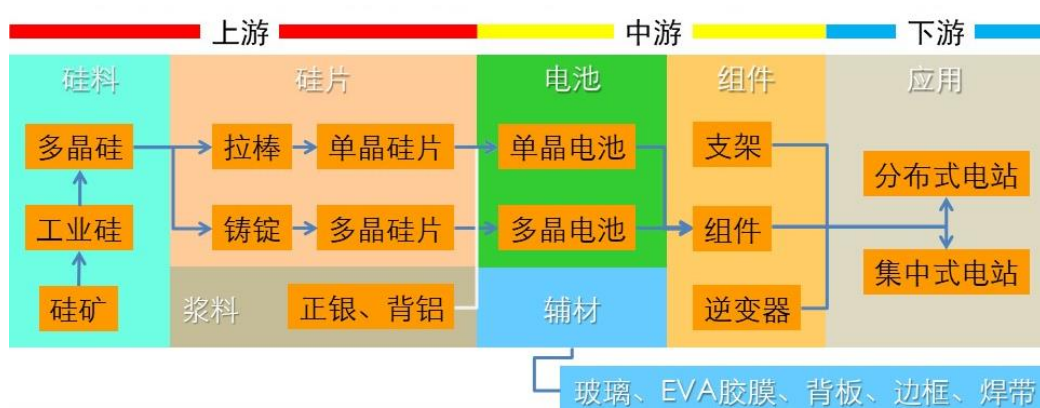 上游 中游 下游
硅料 硅片 电池 组件 应用
多晶硅 拉棒 单晶硅片 单晶电池 支架
分布式电站
工业硅 铸锭 多晶硅片 多晶电池 组件
集中式电站
硅矿 浆料 正银、背铝 辅材 逆变器
玻璃、EVA胶膜、背板、边框、焊带